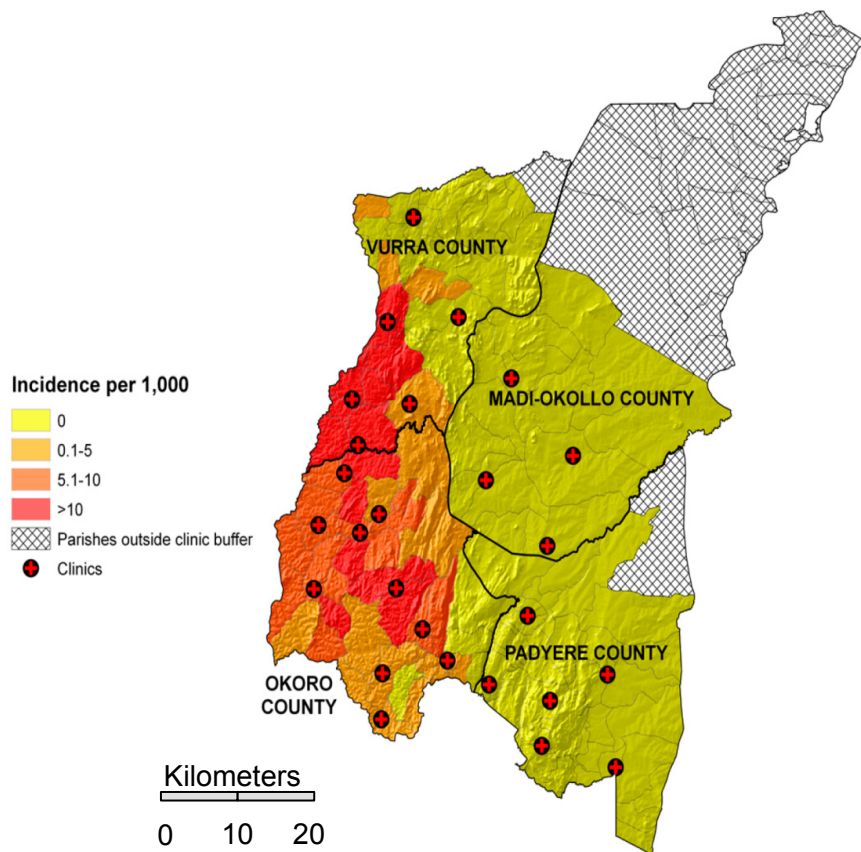 VURRA COUNTY
Incidence per 1,000
0
0.1-5
5.1-10
>10
Parishes outside clinic buffer
Clinics
MADI-OKOLLO COUNTY
PADYERE COUNTY
OKORO
COUNTY
Kilometers
0 10 20